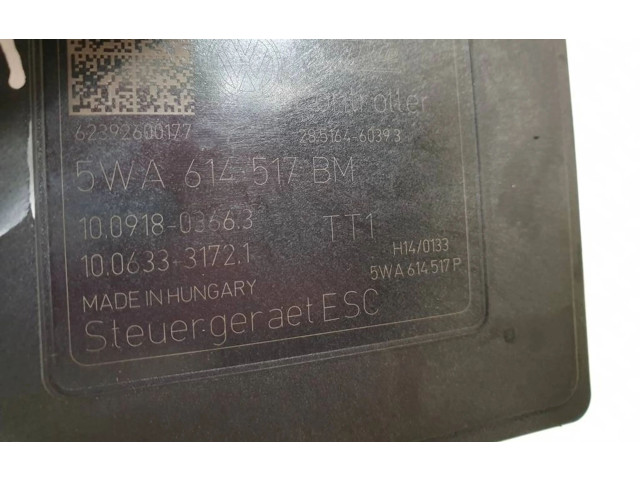 Controller
62392600177 28.5164-6039.3
5WA 614 517 BM
10.0918-0366.3 TT1
10.0633-3172.1 H14/0133
5WA 614 517 P
MADE IN HUNGARY
Steuergeraet ESC